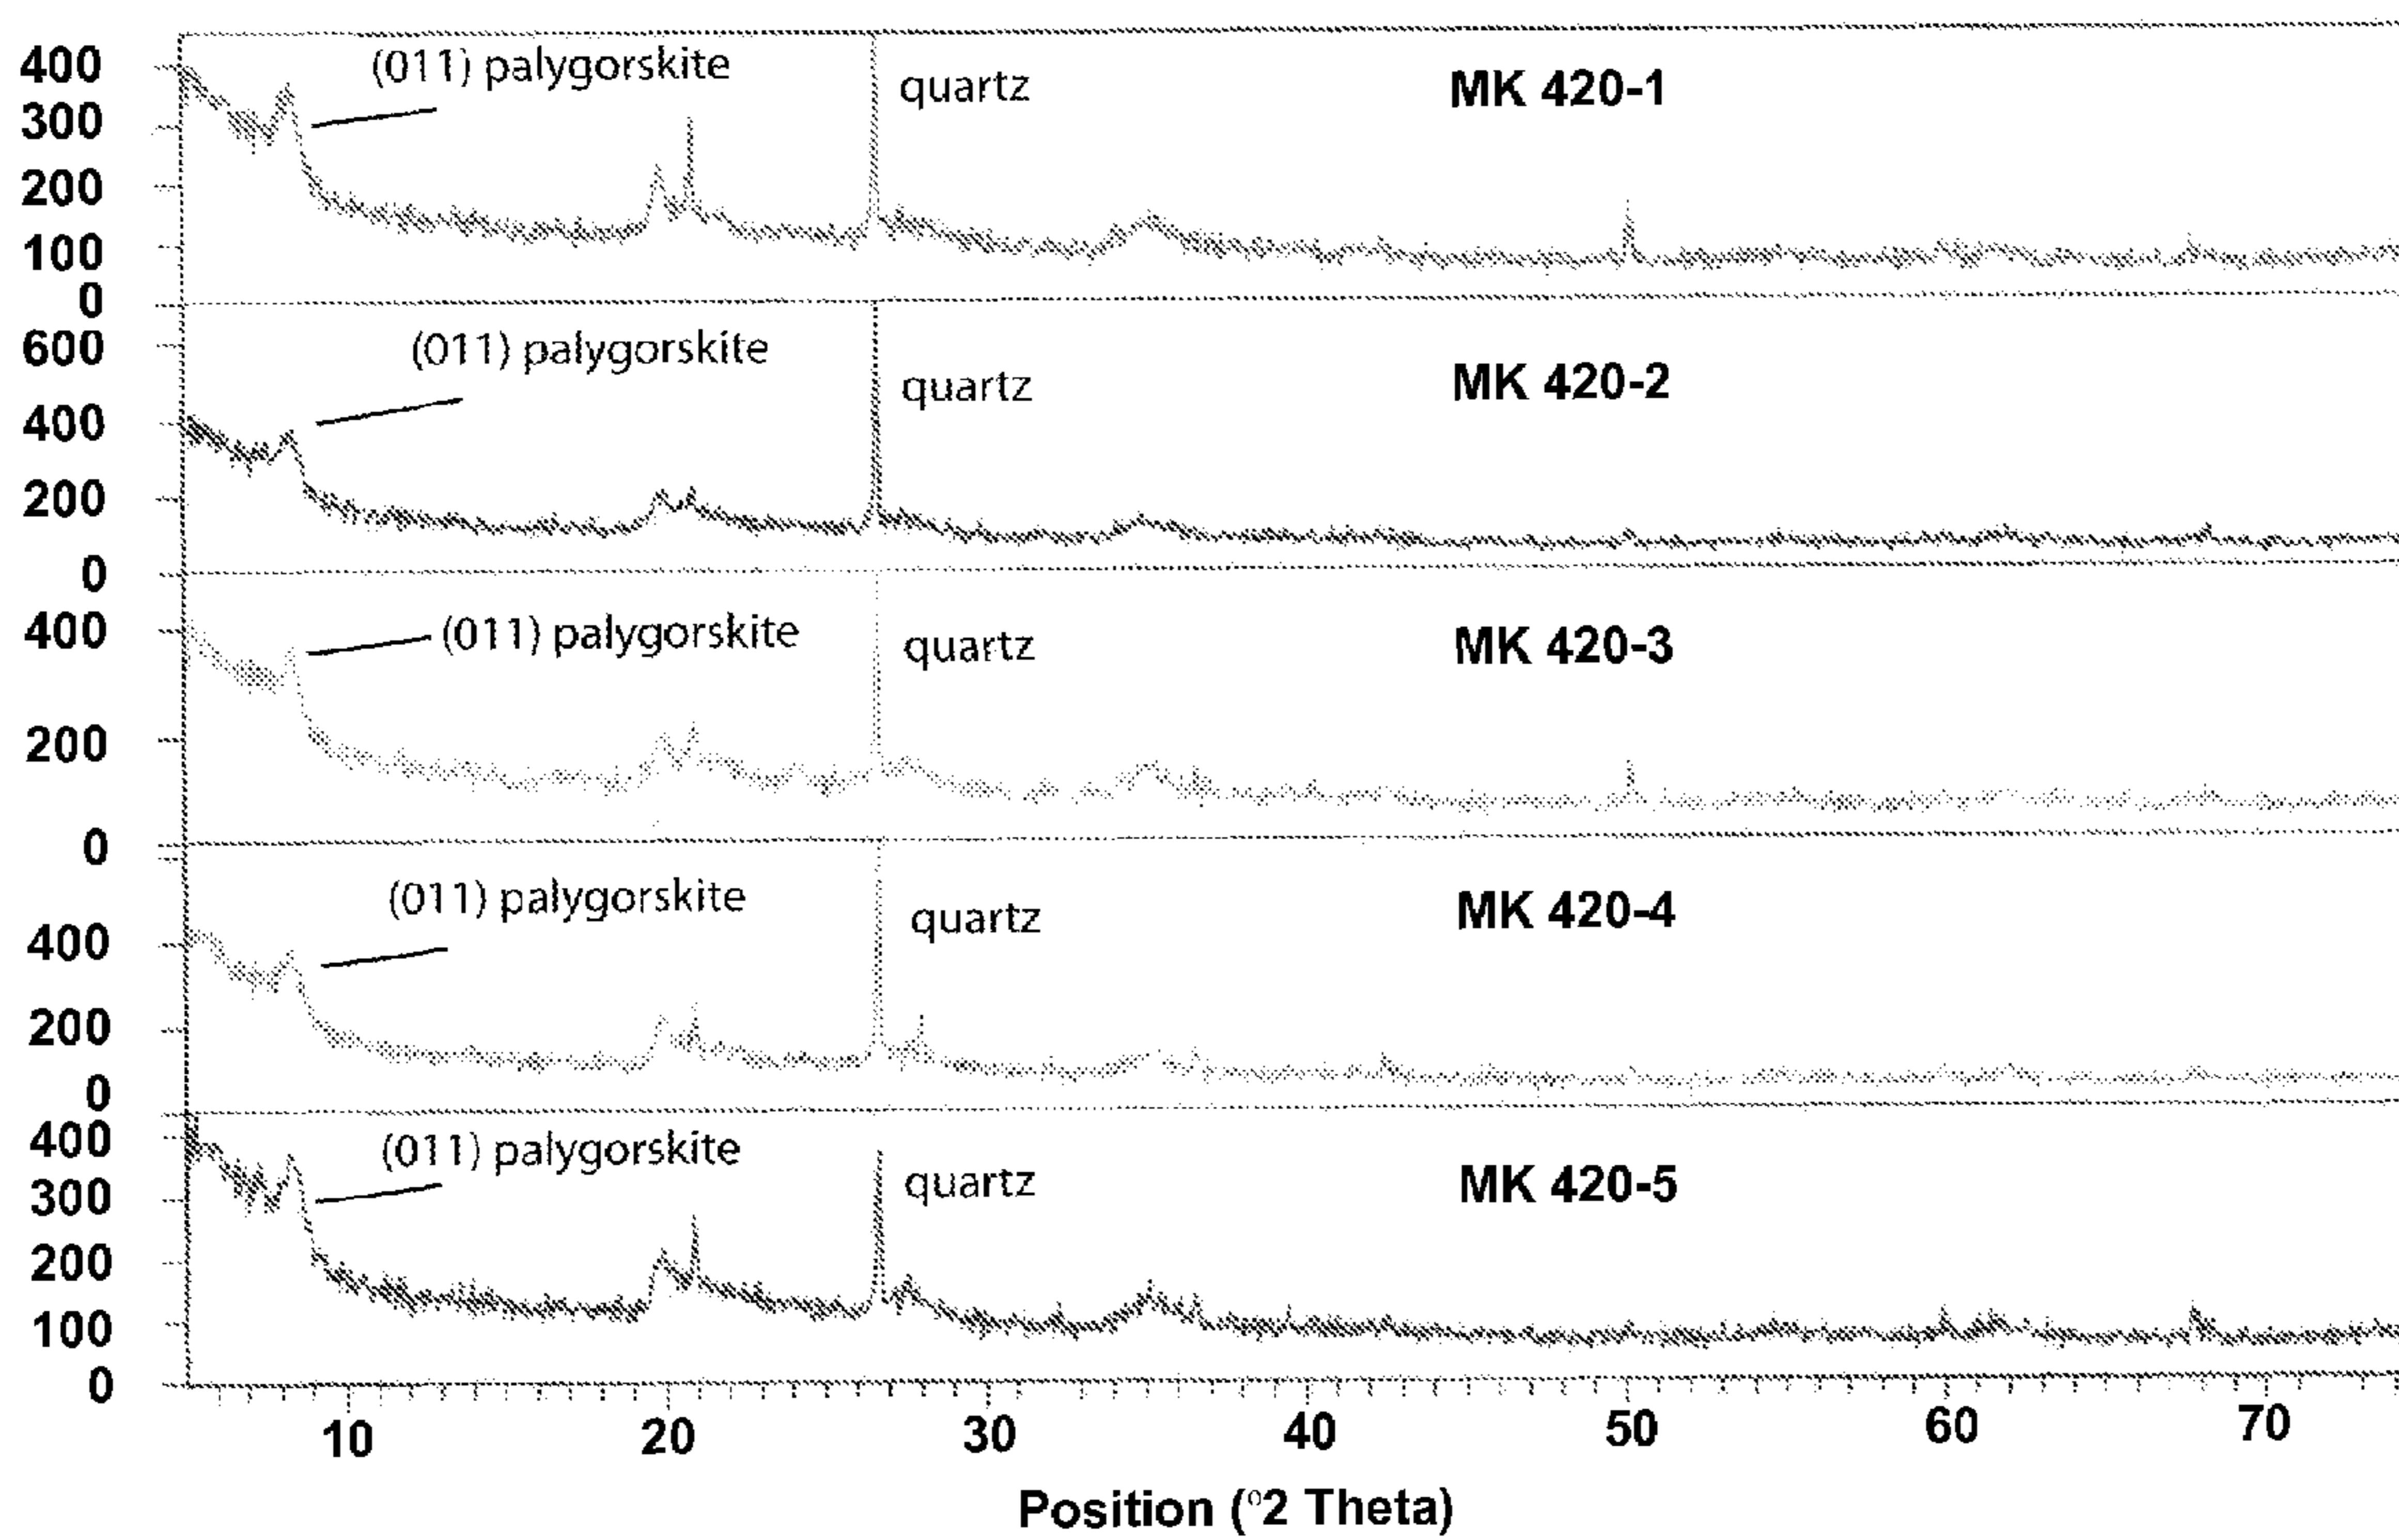 400
(011) palygorskite
quartz
MK 420-1
300
200
100
0
600
(011) palygorskite
quartz
MK 420-2
400
200
0
400
(011) palygorskite
quartz
MK 420-3
200
0
(011) palygorskite
quartz
MK 420-4
400
200
0
400
(011) palygorskite
quartz
MK 420-5
300
200
100
0
10 20 30 40 50 60 70
Position (°2 Theta)